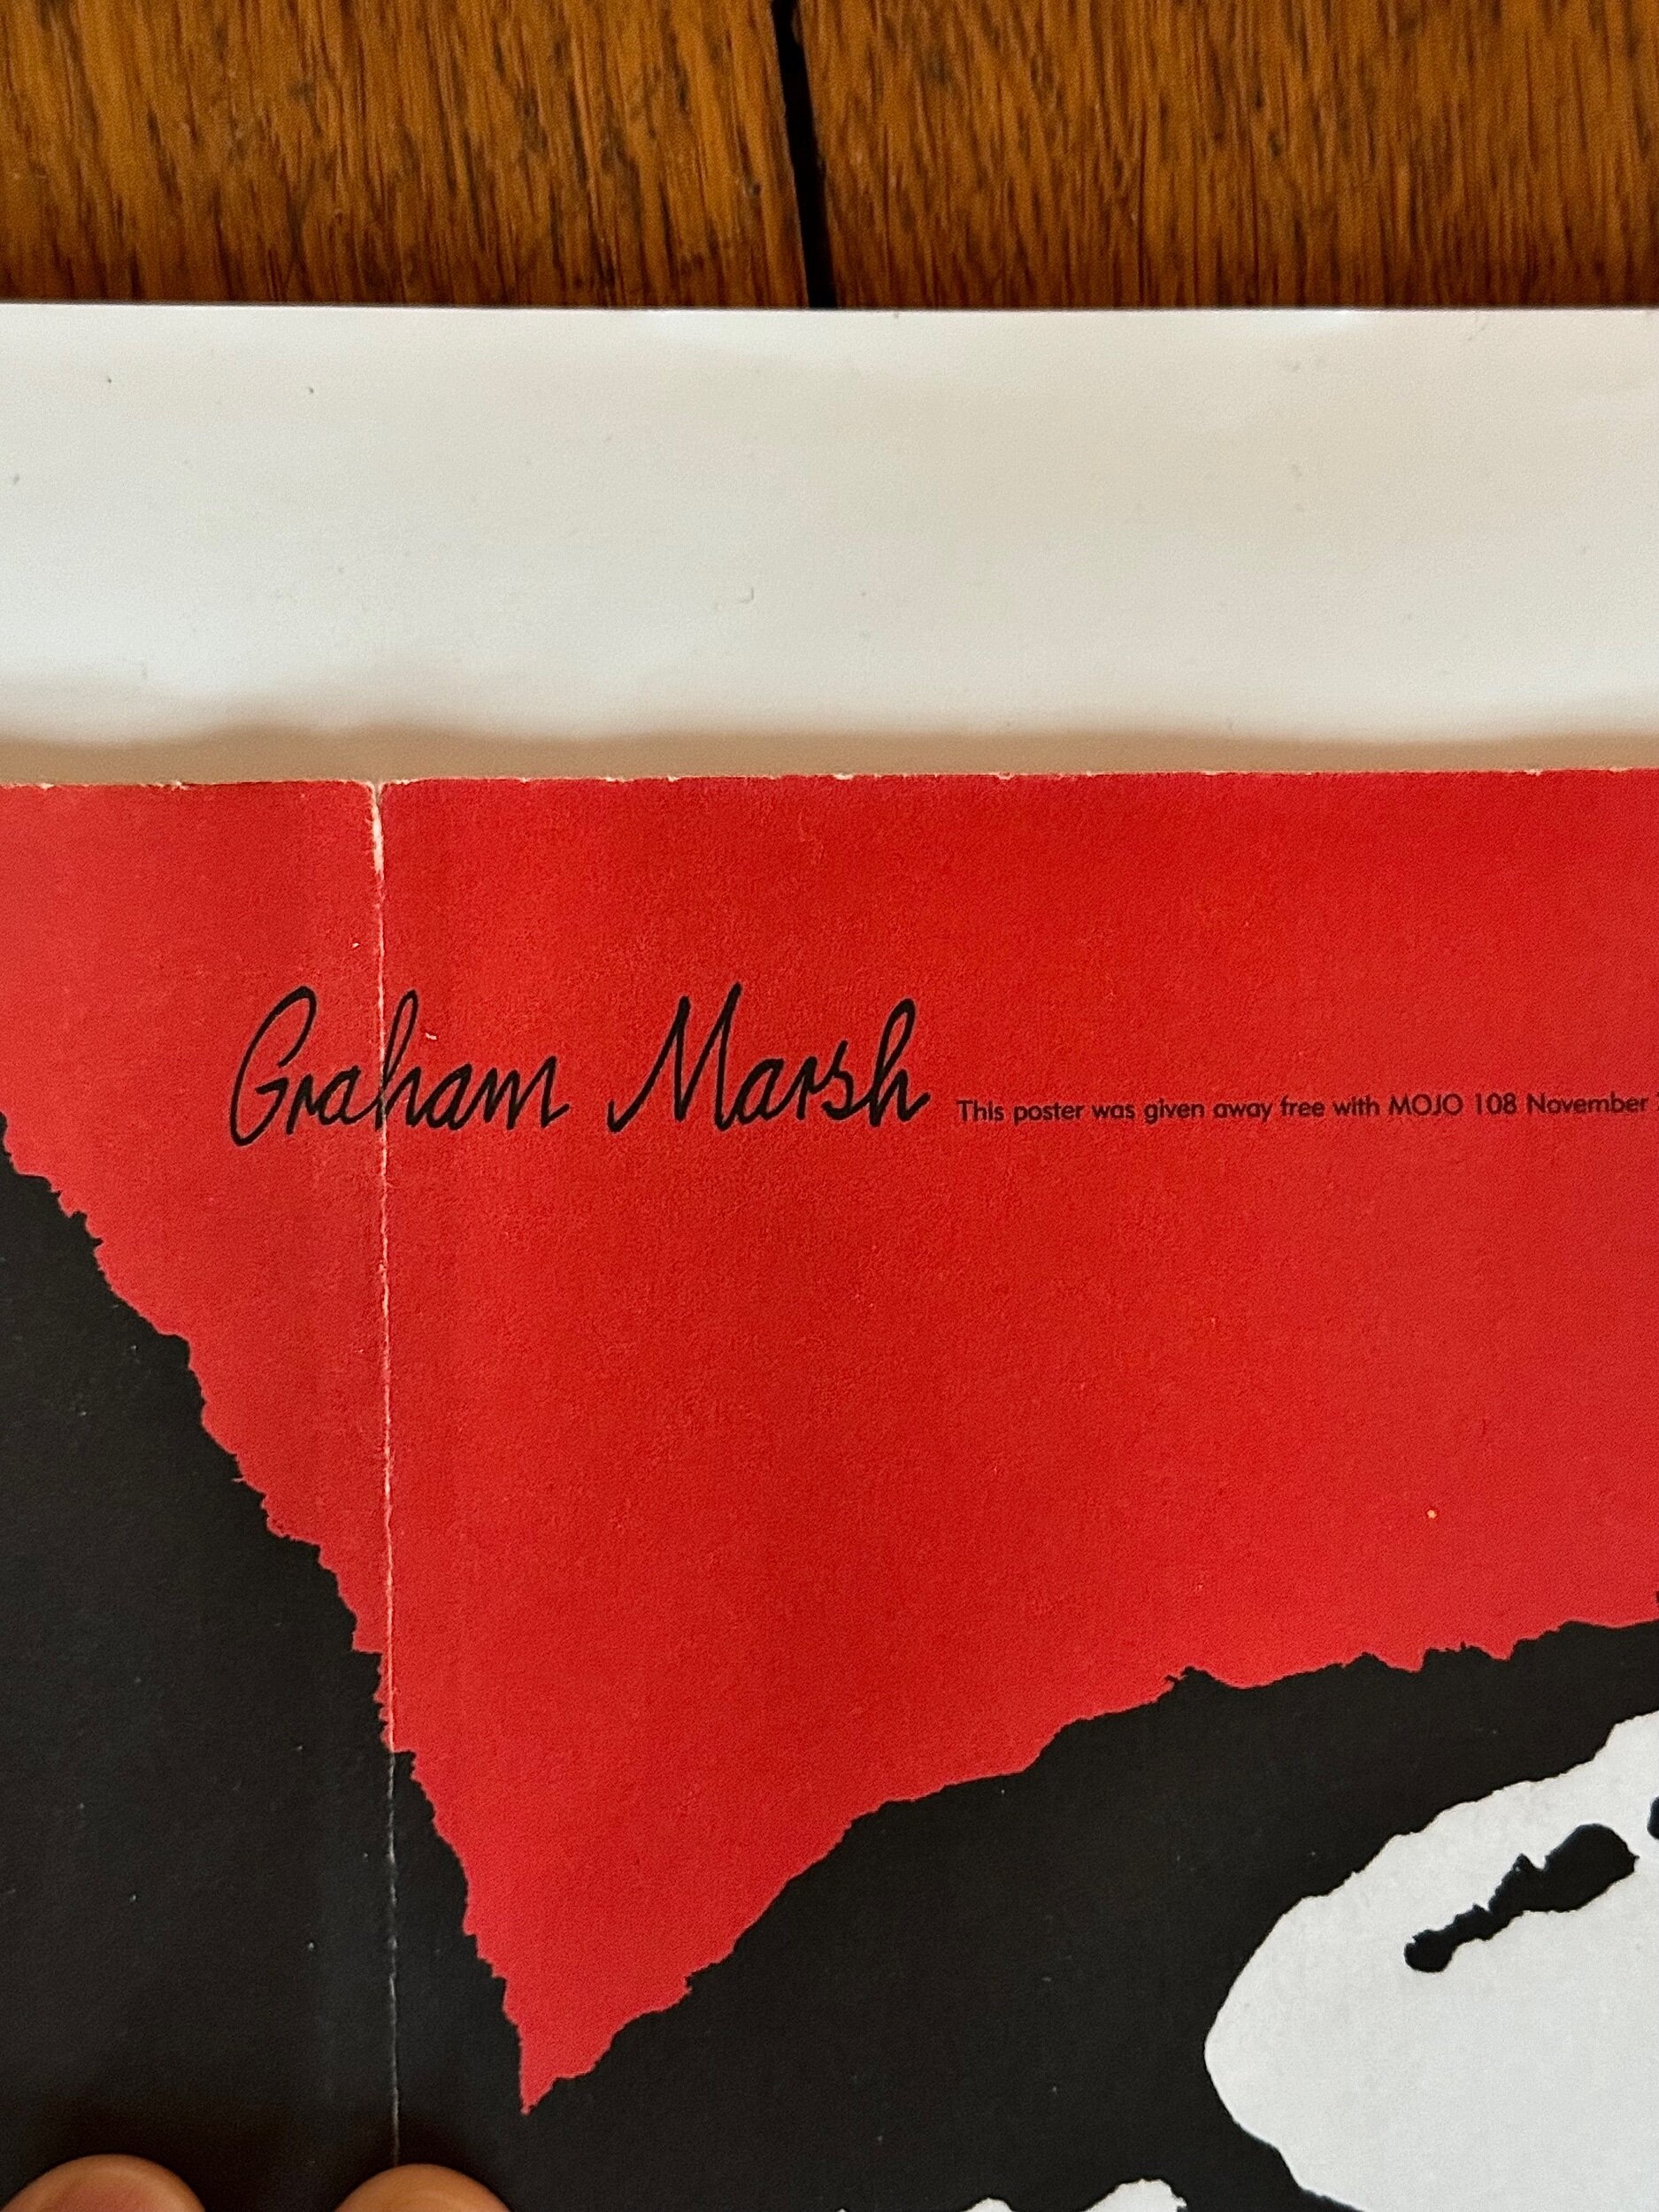 Graham Marsh This poster was given away free with MOJO 108 November